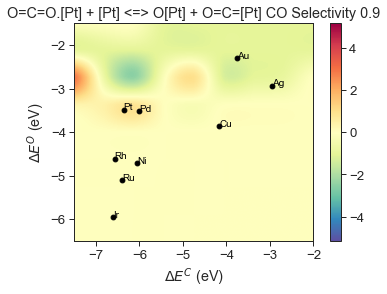 O=C=O.[Pt] + [Pt] <=> O[Pt] + O=C=[Pt] CO Selectivity 0.9
−2
−3
−4
−5
−6
ΔE^O (eV)
Au
Ag
Pt
Pd
Cu
Rh
Ni
Ru
Ir
−7
−6
−5
−4
−3
−2
ΔE^C (eV)
4
2
0
−2
−4